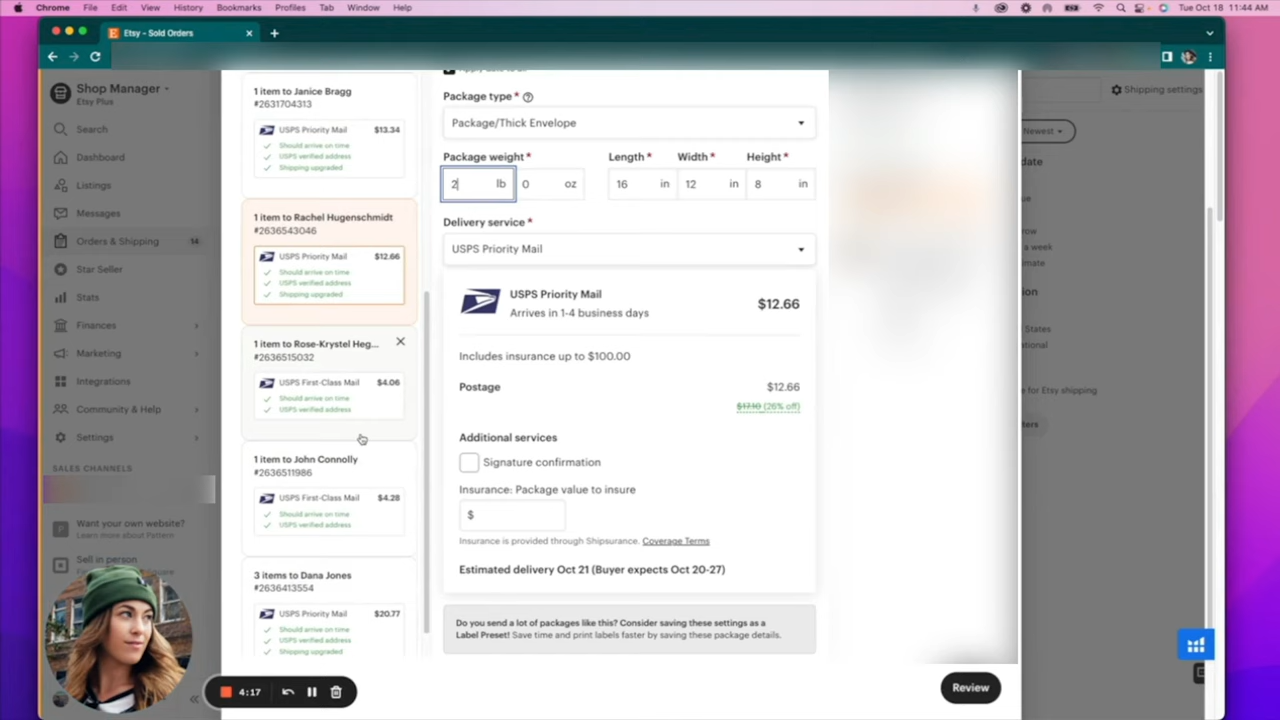 Chrome File Edit View History Bookmarks Profiles Tab Window Help Tue Oct 18 11:44 AM
Etsy - Sold Orders
Shop Manager
Etsy Plus
Search
Dashboard
Listings
Messages
Orders & Shipping 14
Star Seller
Stats
Finances
Marketing
Integrations
Community & Help
Settings
SALES CHANNELS
Want your own website?
Learn more about Pattern
Sell in person
4:17
1 item to Janice Bragg
#2631704313
USPS Priority Mail $13.34
Should arrive on time
USPS verified address
Shipping upgraded
1 item to Rachel Hugenschmidt
#2636543046
USPS Priority Mail $12.66
Should arrive on time
USPS verified address
Shipping upgraded
1 item to Rose-Krystel Heg...
#2636515032
USPS First-Class Mail $4.06
Should arrive on time
USPS verified address
1 item to John Connolly
#2636511986
USPS First-Class Mail $4.28
Should arrive on time
USPS verified address
3 items to Dana Jones
#2636413554
USPS Priority Mail $20.77
Should arrive on time
USPS verified address
Shipping upgraded
Package type *
Package/Thick Envelope
Package weight * Length * Width * Height *
2 lb 0 oz 16 in 12 in 8 in
Delivery service *
USPS Priority Mail
USPS Priority Mail
Arrives in 1-4 business days
$12.66
Includes insurance up to $100.00
Postage $12.66
$17.10 (26% off)
Additional services
Signature confirmation
Insurance: Package value to insure
$
Insurance is provided through Shipsurance. Coverage Terms
Estimated delivery Oct 21 (Buyer expects Oct 20-27)
Do you send a lot of packages like this? Consider saving these settings as a
Label Preset! Save time and print labels faster by saving these package details.
Review
Shipping settings
Newest